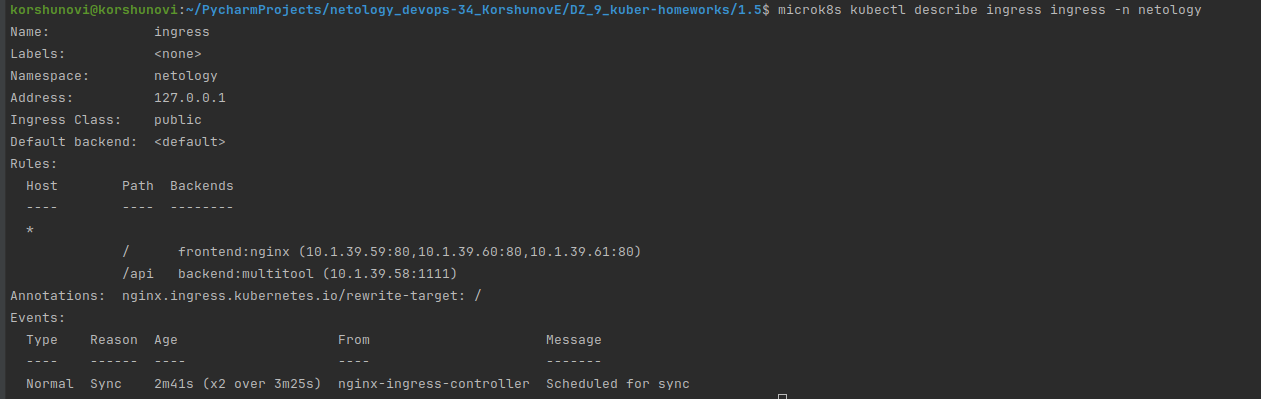 korshunovi@korshunovi:~/PycharmProjects/netology_devops-34_KorshunovE/DZ_9_kuber-homeworks/1.5$ microk8s kubectl describe ingress ingress -n netology
Name:             ingress
Labels:           <none>
Namespace:        netology
Address:          127.0.0.1
Ingress Class:    public
Default backend:  <default>
Rules:
  Host        Path  Backends
  ----        ----  --------
  *
              /      frontend:nginx (10.1.39.59:80,10.1.39.60:80,10.1.39.61:80)
              /api   backend:multitool (10.1.39.58:1111)
Annotations:  nginx.ingress.kubernetes.io/rewrite-target: /
Events:
  Type    Reason  Age                    From                      Message
  ----    ------  ----                   ----                      -------
  Normal  Sync    2m41s (x2 over 3m25s)  nginx-ingress-controller  Scheduled for sync